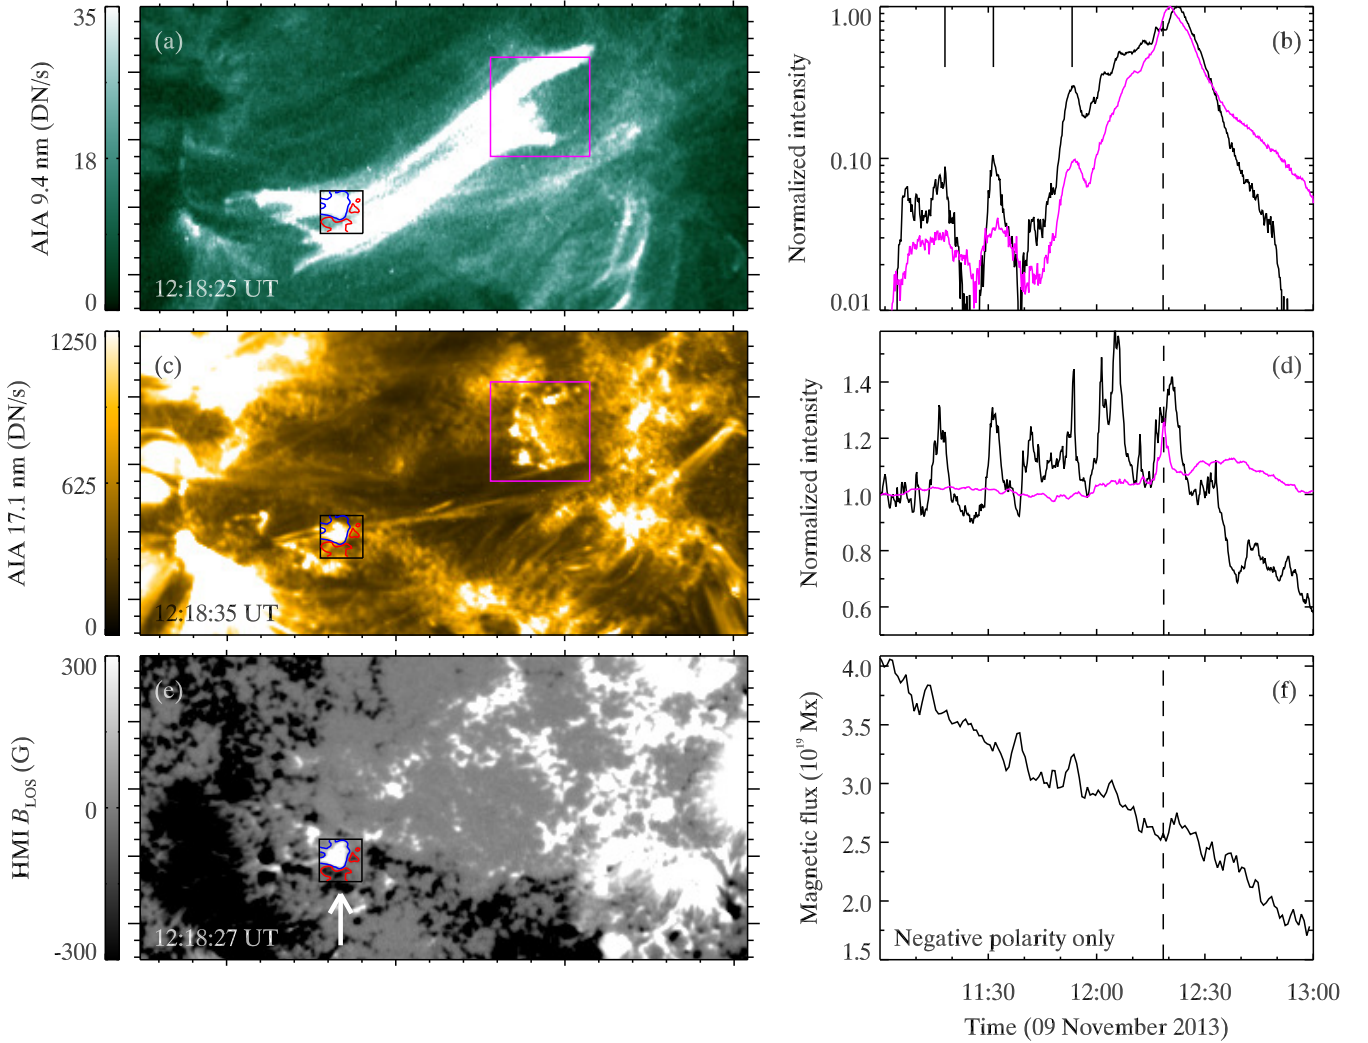 AIA 9.4 nm (DN/s)
35
18
0
(a)
12:18:25 UT
Normalized intensity
1.00
0.10
0.01
(b)
AIA 17.1 nm (DN/s)
1250
625
0
(c)
12:18:35 UT
Normalized intensity
1.4
1.2
1.0
0.8
0.6
(d)
HMI B_LOS (G)
300
0
-300
(e)
12:18:27 UT
Magnetic flux (10^19 Mx)
4.0
3.5
3.0
2.5
2.0
1.5
(f)
Negative polarity only
11:30 12:00 12:30 13:00
Time (09 November 2013)